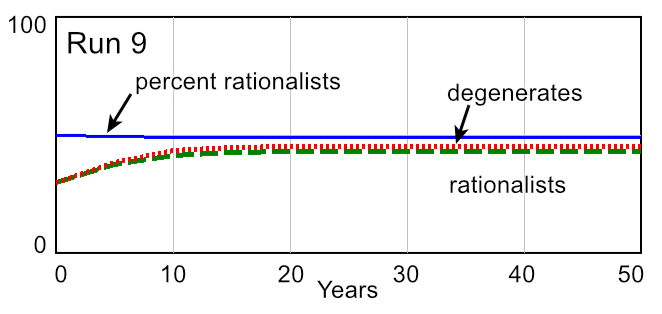 100
Run 9
percent rationalists
degenerates
rationalists
0
0 10 20 30 40 50
Years